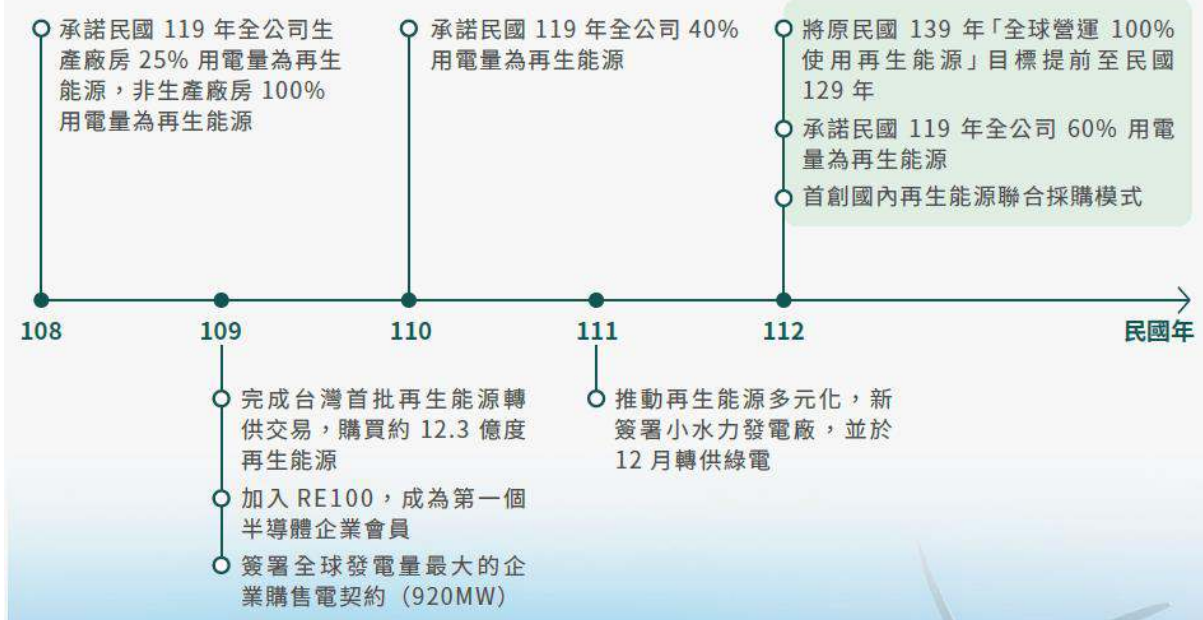 承諾民國 119 年全公司生
產廠房 25% 用電量為再生
能源，非生產廠房 100%
用電量為再生能源
承諾民國 119 年全公司 40%
用電量為再生能源
將原民國 139 年「全球營運 100%
使用再生能源」目標提前至民國
129 年
承諾民國 119 年全公司 60% 用電
量為再生能源
首創國內再生能源聯合採購模式
108
109
110
111
112
民國年
完成台灣首批再生能源轉
供交易，購買約 12.3 億度
再生能源
加入 RE100，成為第一個
半導體企業會員
簽署全球發電量最大的企
業購售電契約（920MW）
推動再生能源多元化，新
簽署小水力發電廠，並於
12 月轉供綠電